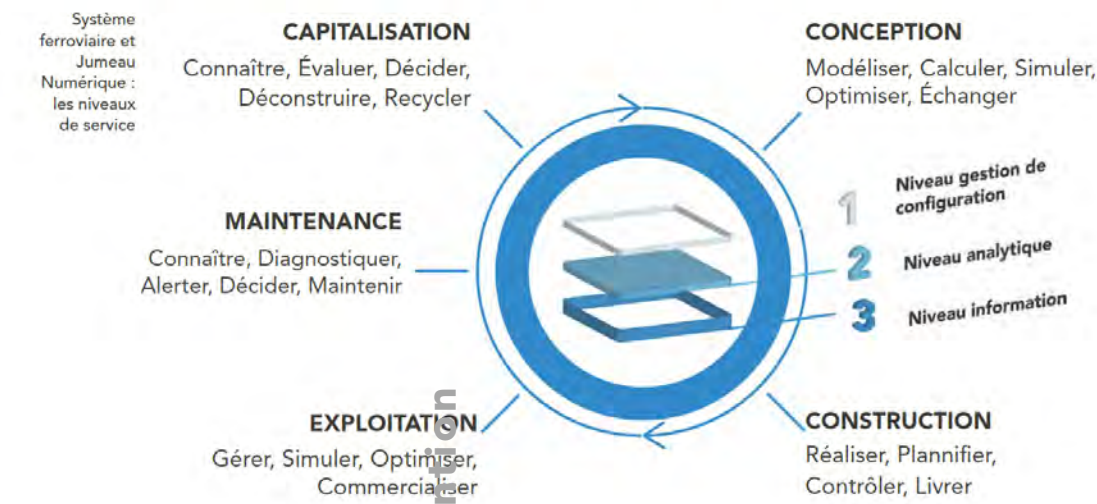 Système
ferroviaire et
Jumeau
Numérique :
les niveaux
de service
CAPITALISATION
Connaître, Évaluer, Décider,
Déconstruire, Recycler
CONCEPTION
Modéliser, Calculer, Simuler,
Optimiser, Échanger
1
Niveau gestion de
configuration
2
Niveau analytique
3
Niveau information
MAINTENANCE
Connaître, Diagnostiquer,
Alerter, Décider, Maintenir
EXPLOITATION
Gérer, Simuler, Optimiser,
Commercialiser
CONSTRUCTION
Réaliser, Plannifier,
Contrôler, Livrer